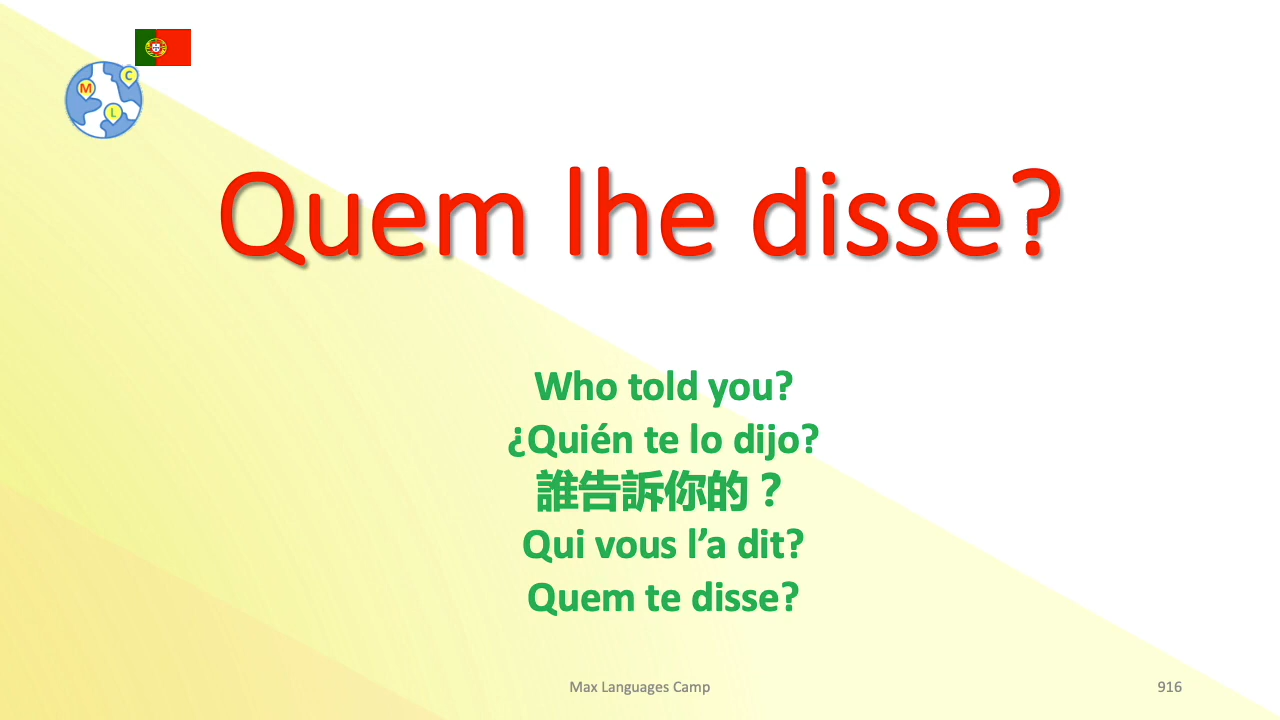 M
C
L
Quem lhe disse?
Who told you?
¿Quién te lo dijo?
誰告訴你的？
Qui vous l’a dit?
Quem te disse?
Max Languages Camp
916